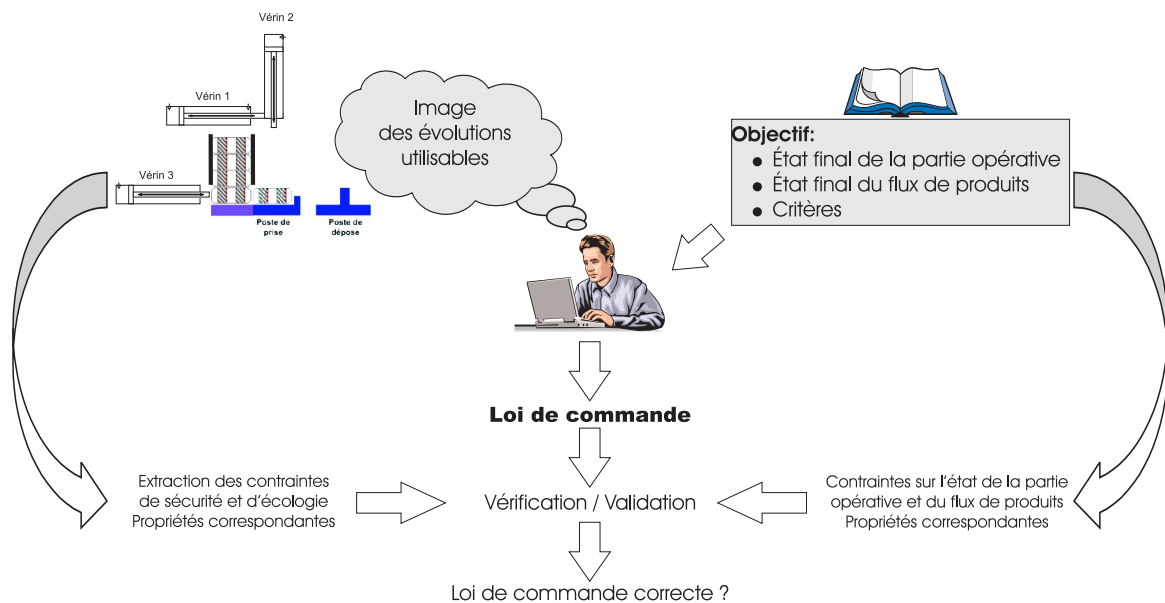 Vérin 2
Vérin 1
Vérin 3
Poste de
prise
Poste de
dépose
Image
des évolutions
utilisables
Objectif:
● État final de la partie opérative
● État final du flux de produits
● Critères
Loi de commande
Extraction des contraintes
de sécurité et d'écologie
Propriétés correspondantes
Vérification / Validation
Contraintes sur l'état de la partie
opérative et du flux de produits
Propriétés correspondantes
Loi de commande correcte ?